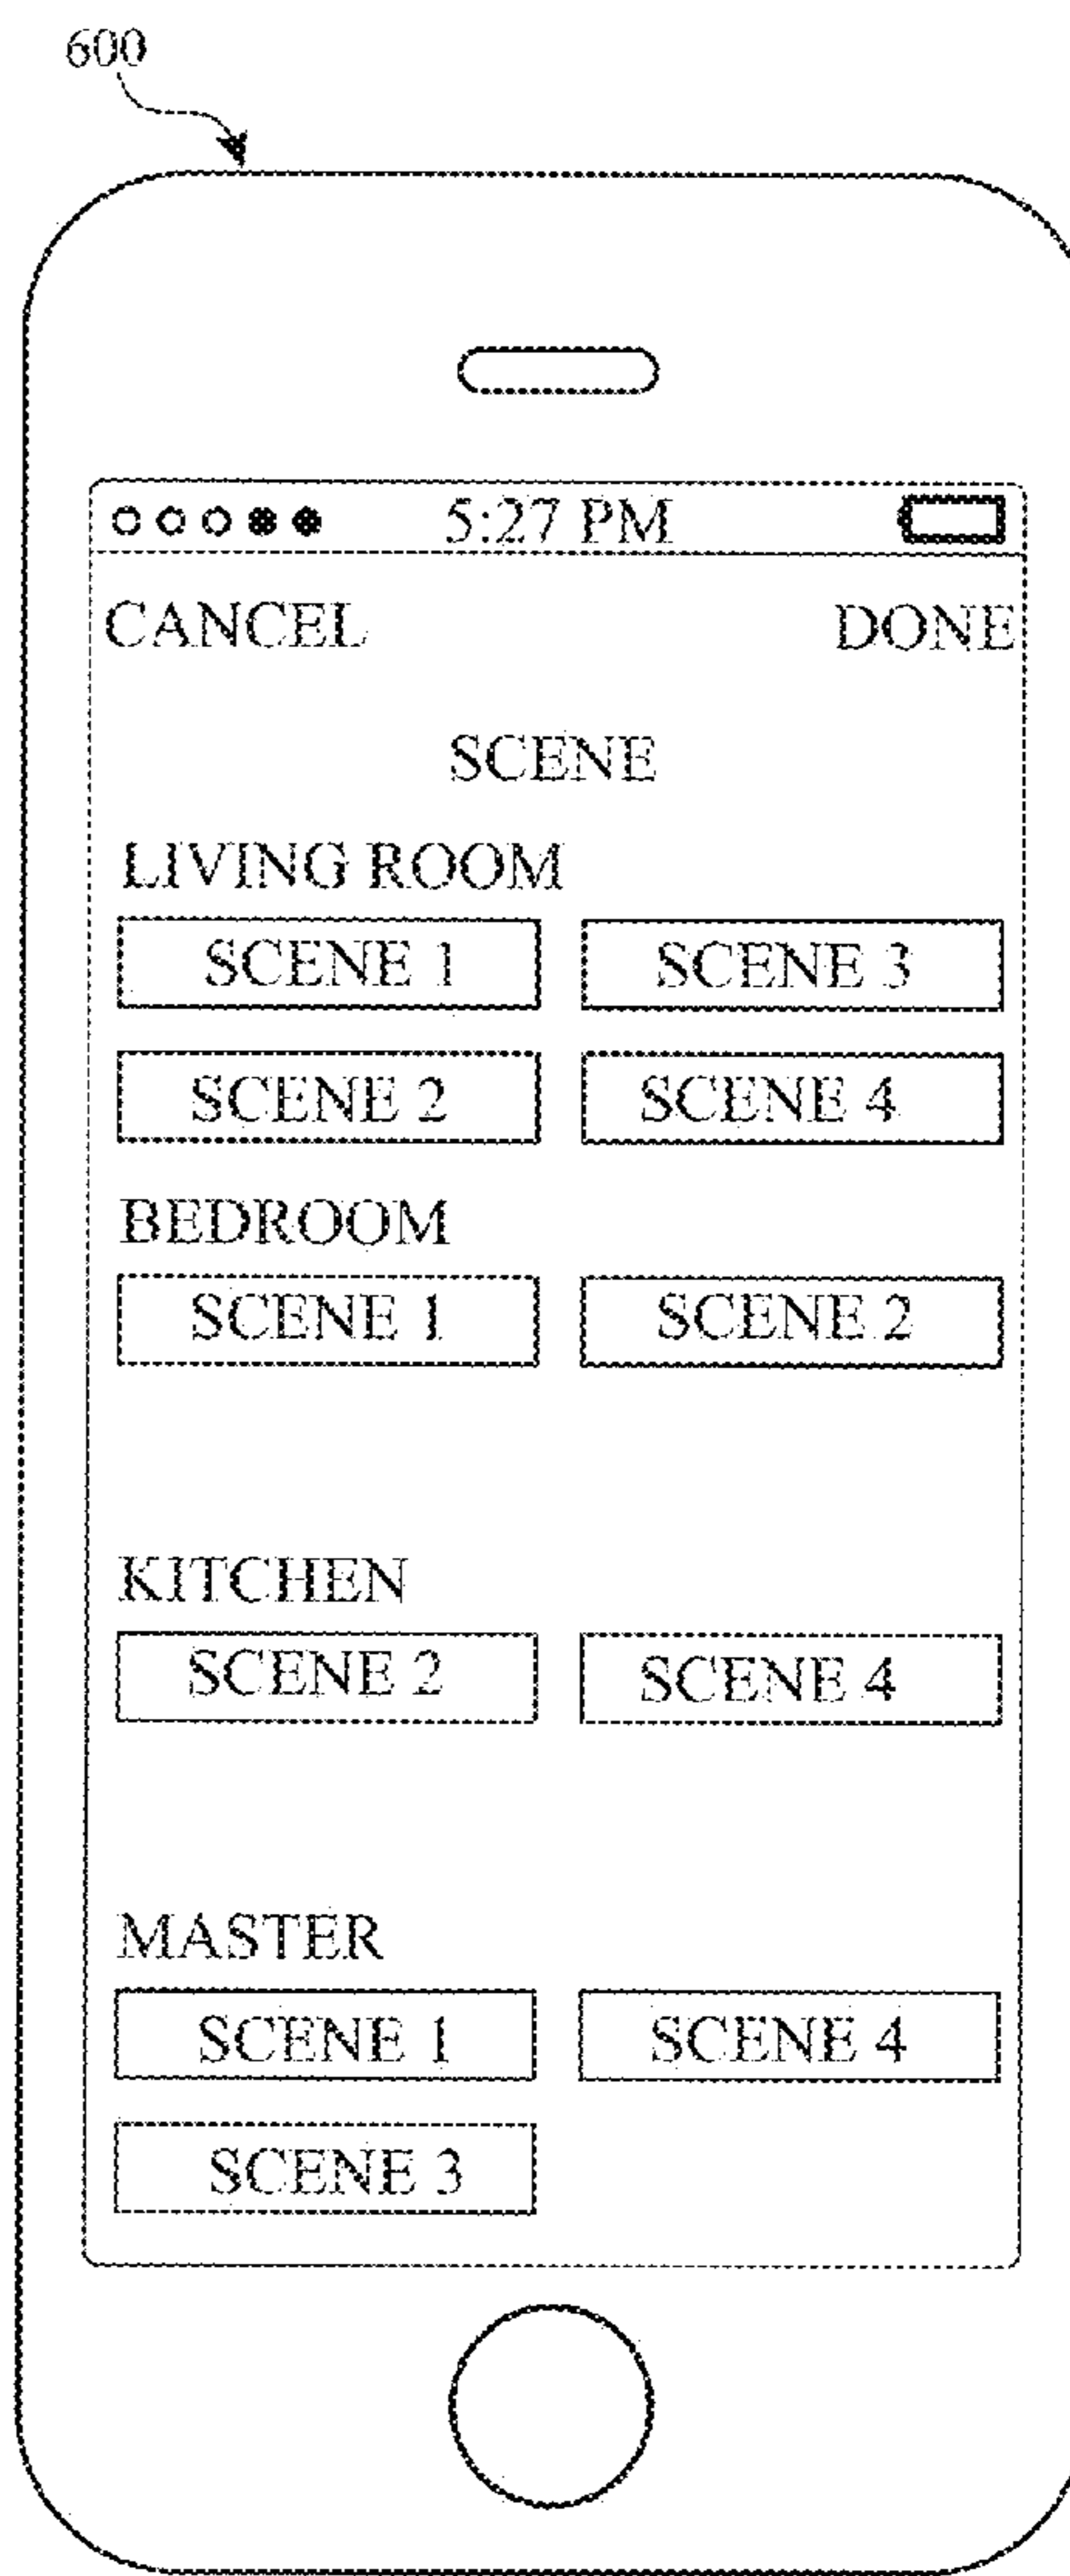 600
5:27 PM
CANCEL DONE
SCENE
LIVING ROOM
SCENE 1 SCENE 3
SCENE 2 SCENE 4
BEDROOM
SCENE 1 SCENE 2
KITCHEN
SCENE 2 SCENE 4
MASTER
SCENE 1 SCENE 4
SCENE 3